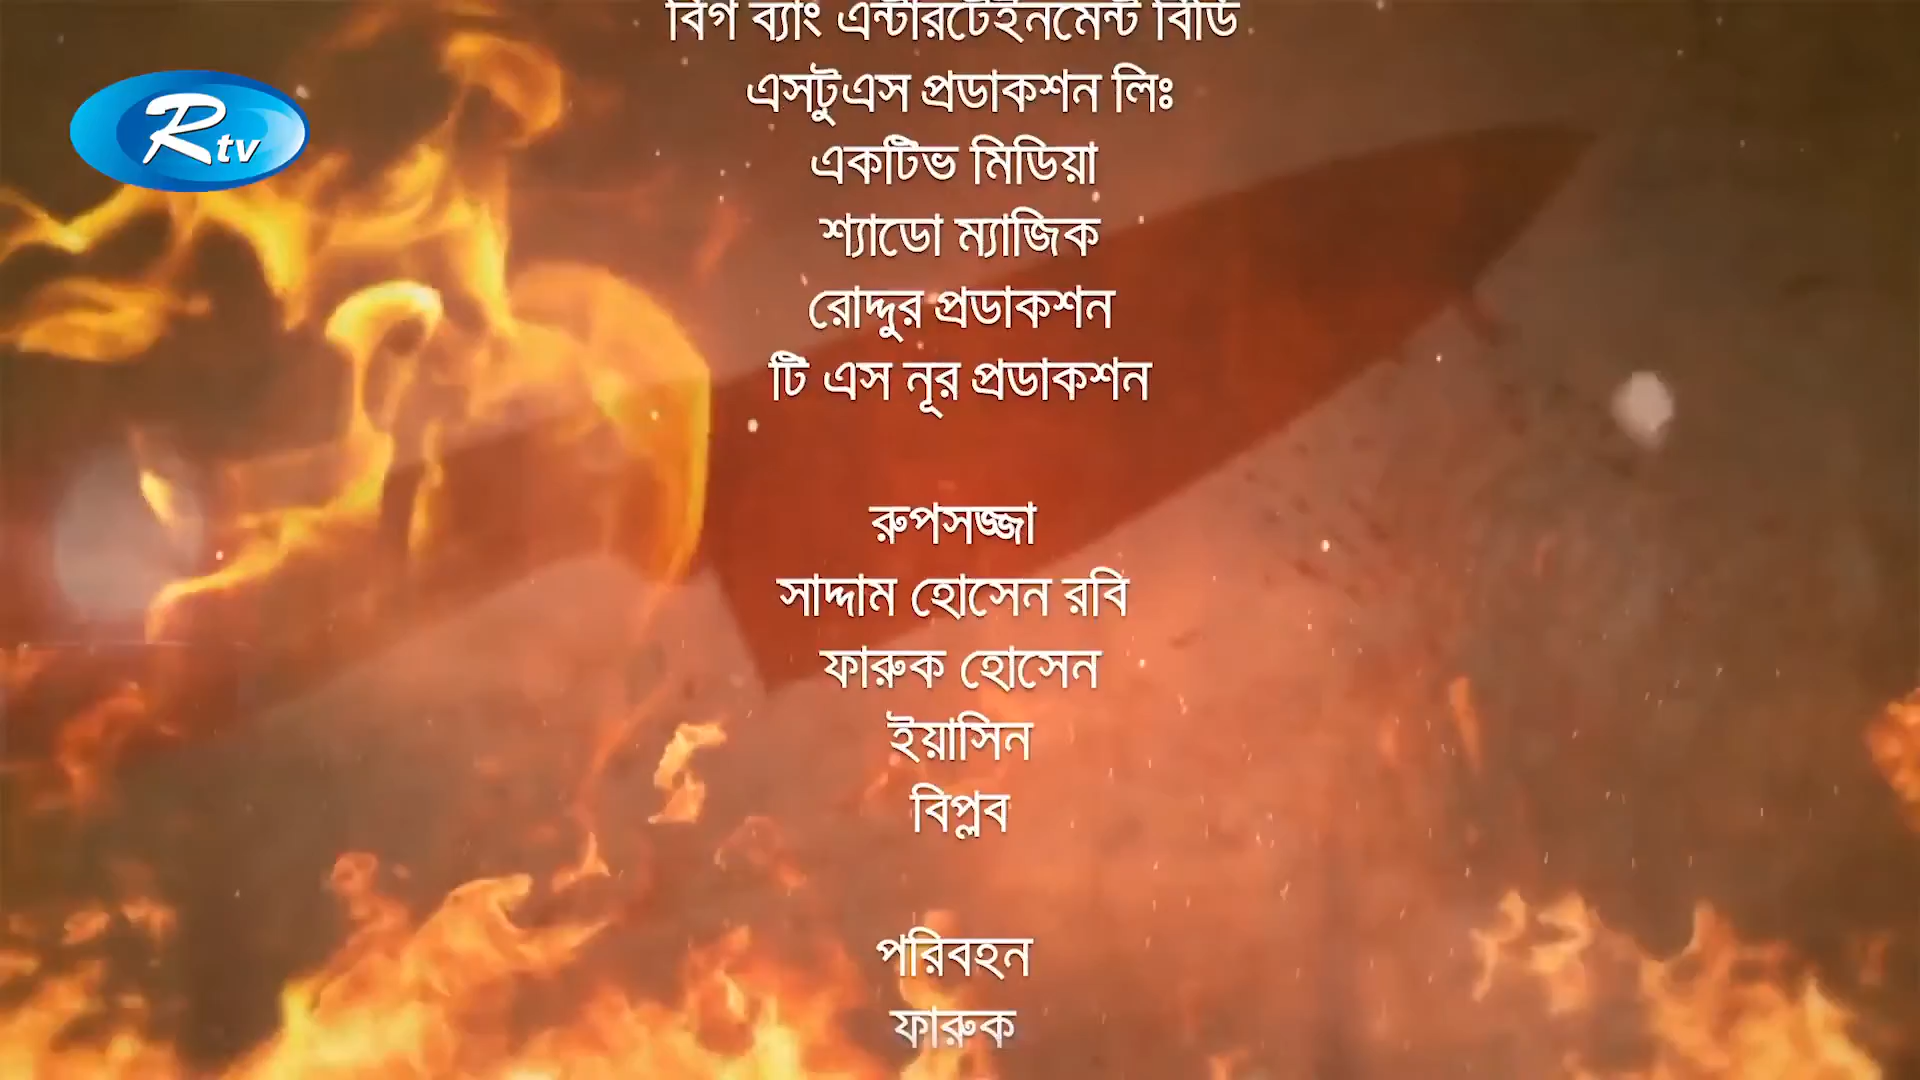 বিগ ব্যাং এন্টারটেইনমেন্ট বিডি
Rtv
এসটুএস প্রডাকশন লিঃ
একটিভ মিডিয়া
শ্যাডো ম্যাজিক
রোদ্দুর প্রডাকশন
টি এস নূর প্রডাকশন
রুপসজ্জা
সাদ্দাম হোসেন রবি
ফারুক হোসেন
ইয়াসিন
বিপ্লব
পরিবহন
ফারুক